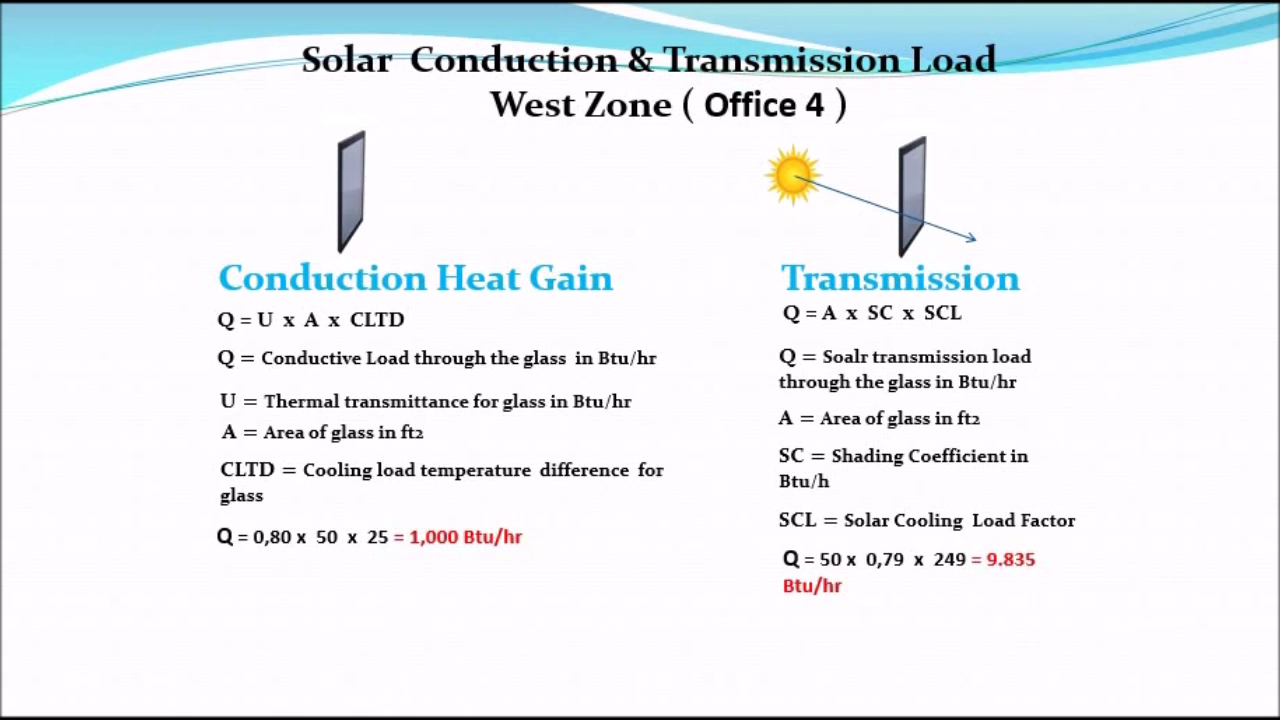 Solar Conduction & Transmission Load
West Zone ( Office 4 )
Conduction Heat Gain
Q = U x A x CLTD
Q = Conductive Load through the glass in Btu/hr
U = Thermal transmittance for glass in Btu/hr
A = Area of glass in ft2
CLTD = Cooling load temperature difference for
glass
Q = 0,80 x 50 x 25 = 1,000 Btu/hr
Transmission
Q = A x SC x SCL
Q = Soalr transmission load
through the glass in Btu/hr
A = Area of glass in ft2
SC = Shading Coefficient in
Btu/h
SCL = Solar Cooling Load Factor
Q = 50 x 0,79 x 249 = 9.835
Btu/hr